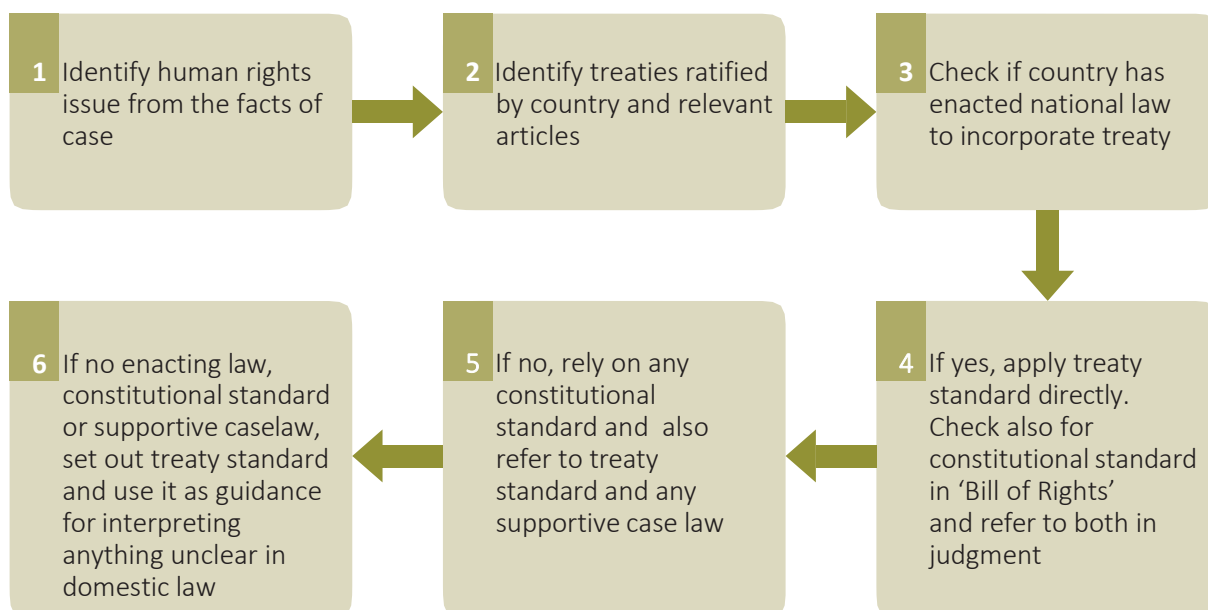 1 Identify human rights
issue from the facts of
case
2 Identify treaties ratified
by country and relevant
articles
3 Check if country has
enacted national law
to incorporate treaty
4 If yes, apply treaty
standard directly.
Check also for
constitutional standard
in ‘Bill of Rights’
and refer to both in
judgment
5 If no, rely on any
constitutional
standard and also
refer to treaty
standard and any
supportive case law
6 If no enacting law,
constitutional standard
or supportive caselaw,
set out treaty standard
and use it as guidance
for interpreting
anything unclear in
domestic law